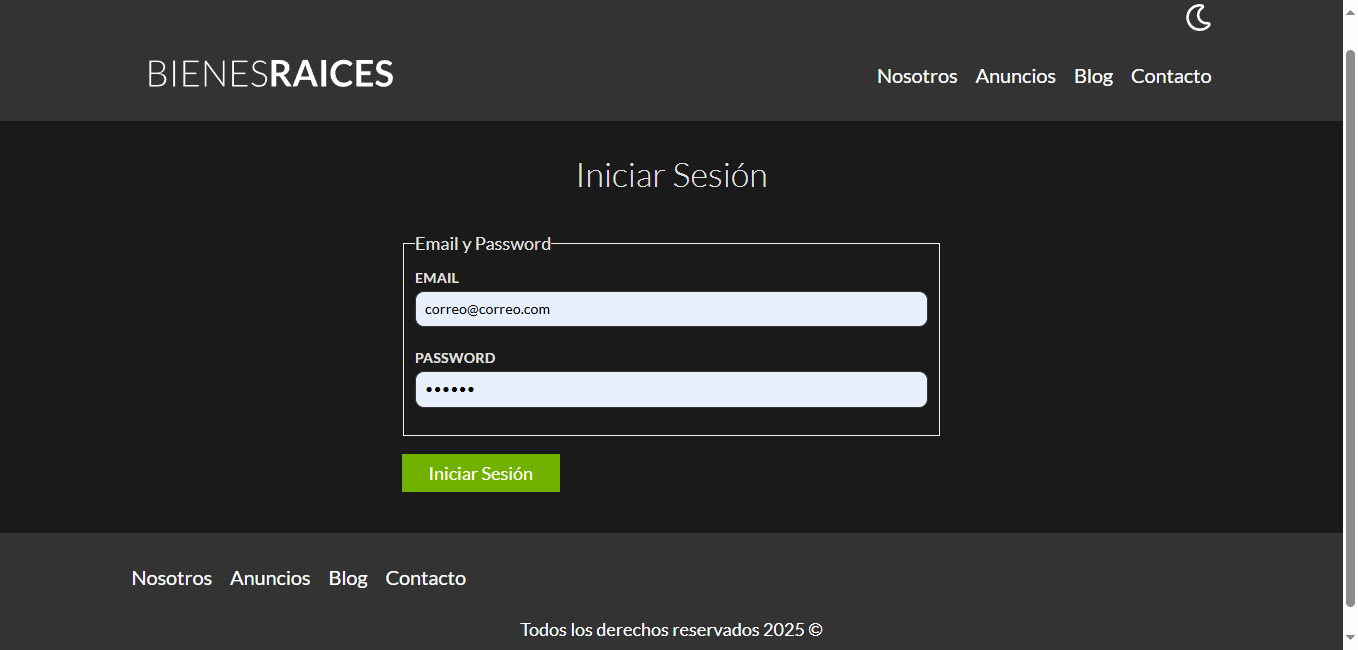 BIENESRAICES
Nosotros Anuncios Blog Contacto
Iniciar Sesión
Email y Password
EMAIL
correo@correo.com
PASSWORD
••••••
Iniciar Sesión
Nosotros Anuncios Blog Contacto
Todos los derechos reservados 2025 ©